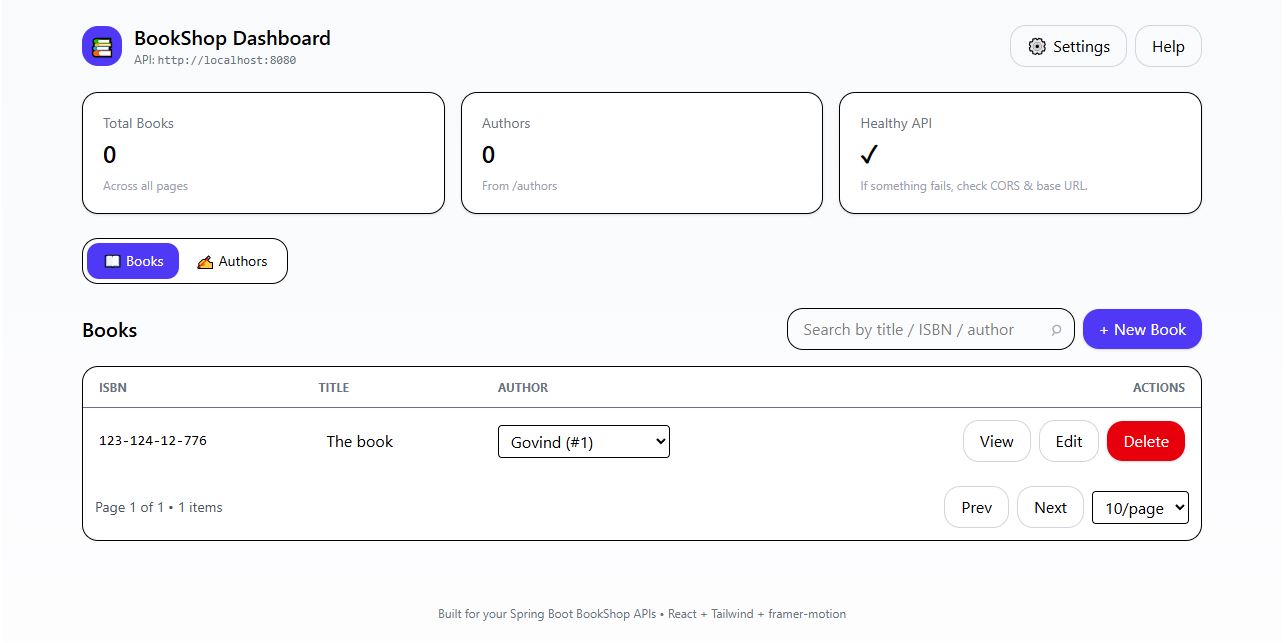 BookShop Dashboard
API: http://localhost:8080
Settings
Help
Total Books
0
Across all pages
Authors
0
From /authors
Healthy API
✓
If something fails, check CORS & base URL.
Books
Authors
Books
Search by title / ISBN / author
+ New Book
ISBN TITLE AUTHOR ACTIONS
123-124-12-776 The book Govind (#1) View Edit Delete
Page 1 of 1 • 1 items Prev Next 10/page
Built for your Spring Boot BookShop APIs • React + Tailwind + framer-motion